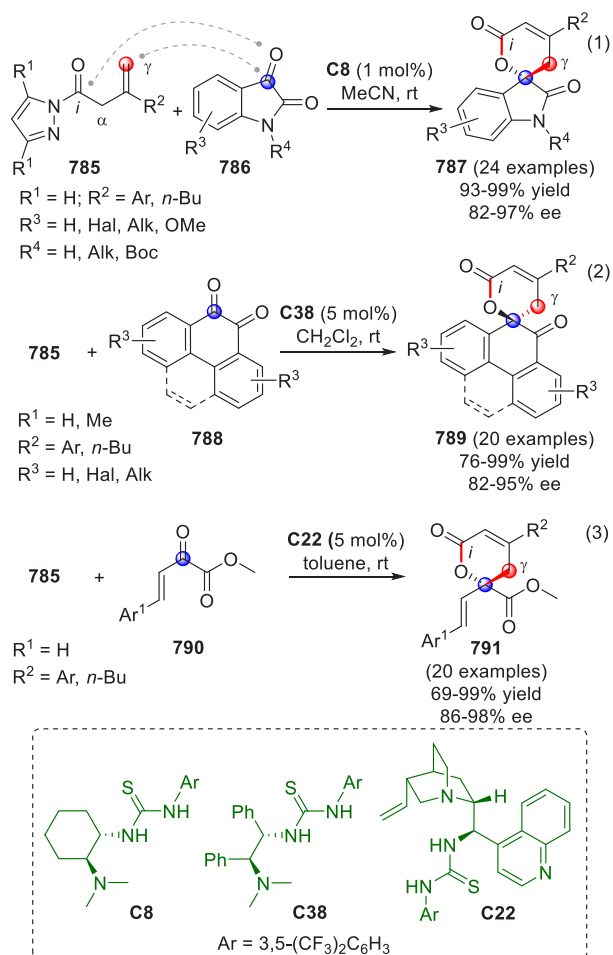 O γ R¹ i α R² N N R¹
785
+
O O N R³ R⁴
786
C8 (1 mol%)
MeCN, rt
O i R² O γ O N R³ R⁴
(1)
787 (24 examples)
93-99% yield
82-97% ee
R¹ = H; R² = Ar, n-Bu
R³ = H, Hal, Alk, OMe
R⁴ = H, Alk, Boc
785 +
O O R³ R³
788
C38 (5 mol%)
CH₂Cl₂, rt
O i R² O γ O R³ R³
(2)
789 (20 examples)
76-99% yield
82-95% ee
R¹ = H, Me
R² = Ar, n-Bu
R³ = H, Hal, Alk
785 +
O O O Ar¹
790
C22 (5 mol%)
toluene, rt
O i R² O γ O O Ar¹
(3)
791
(20 examples)
69-99% yield
86-98% ee
R¹ = H
R² = Ar, n-Bu
S Ar NH NH N
C8
Ph S Ar NH NH Ph N
C38
N H NH N NH S Ar
C22
Ar = 3,5-(CF₃)₂C₆H₃